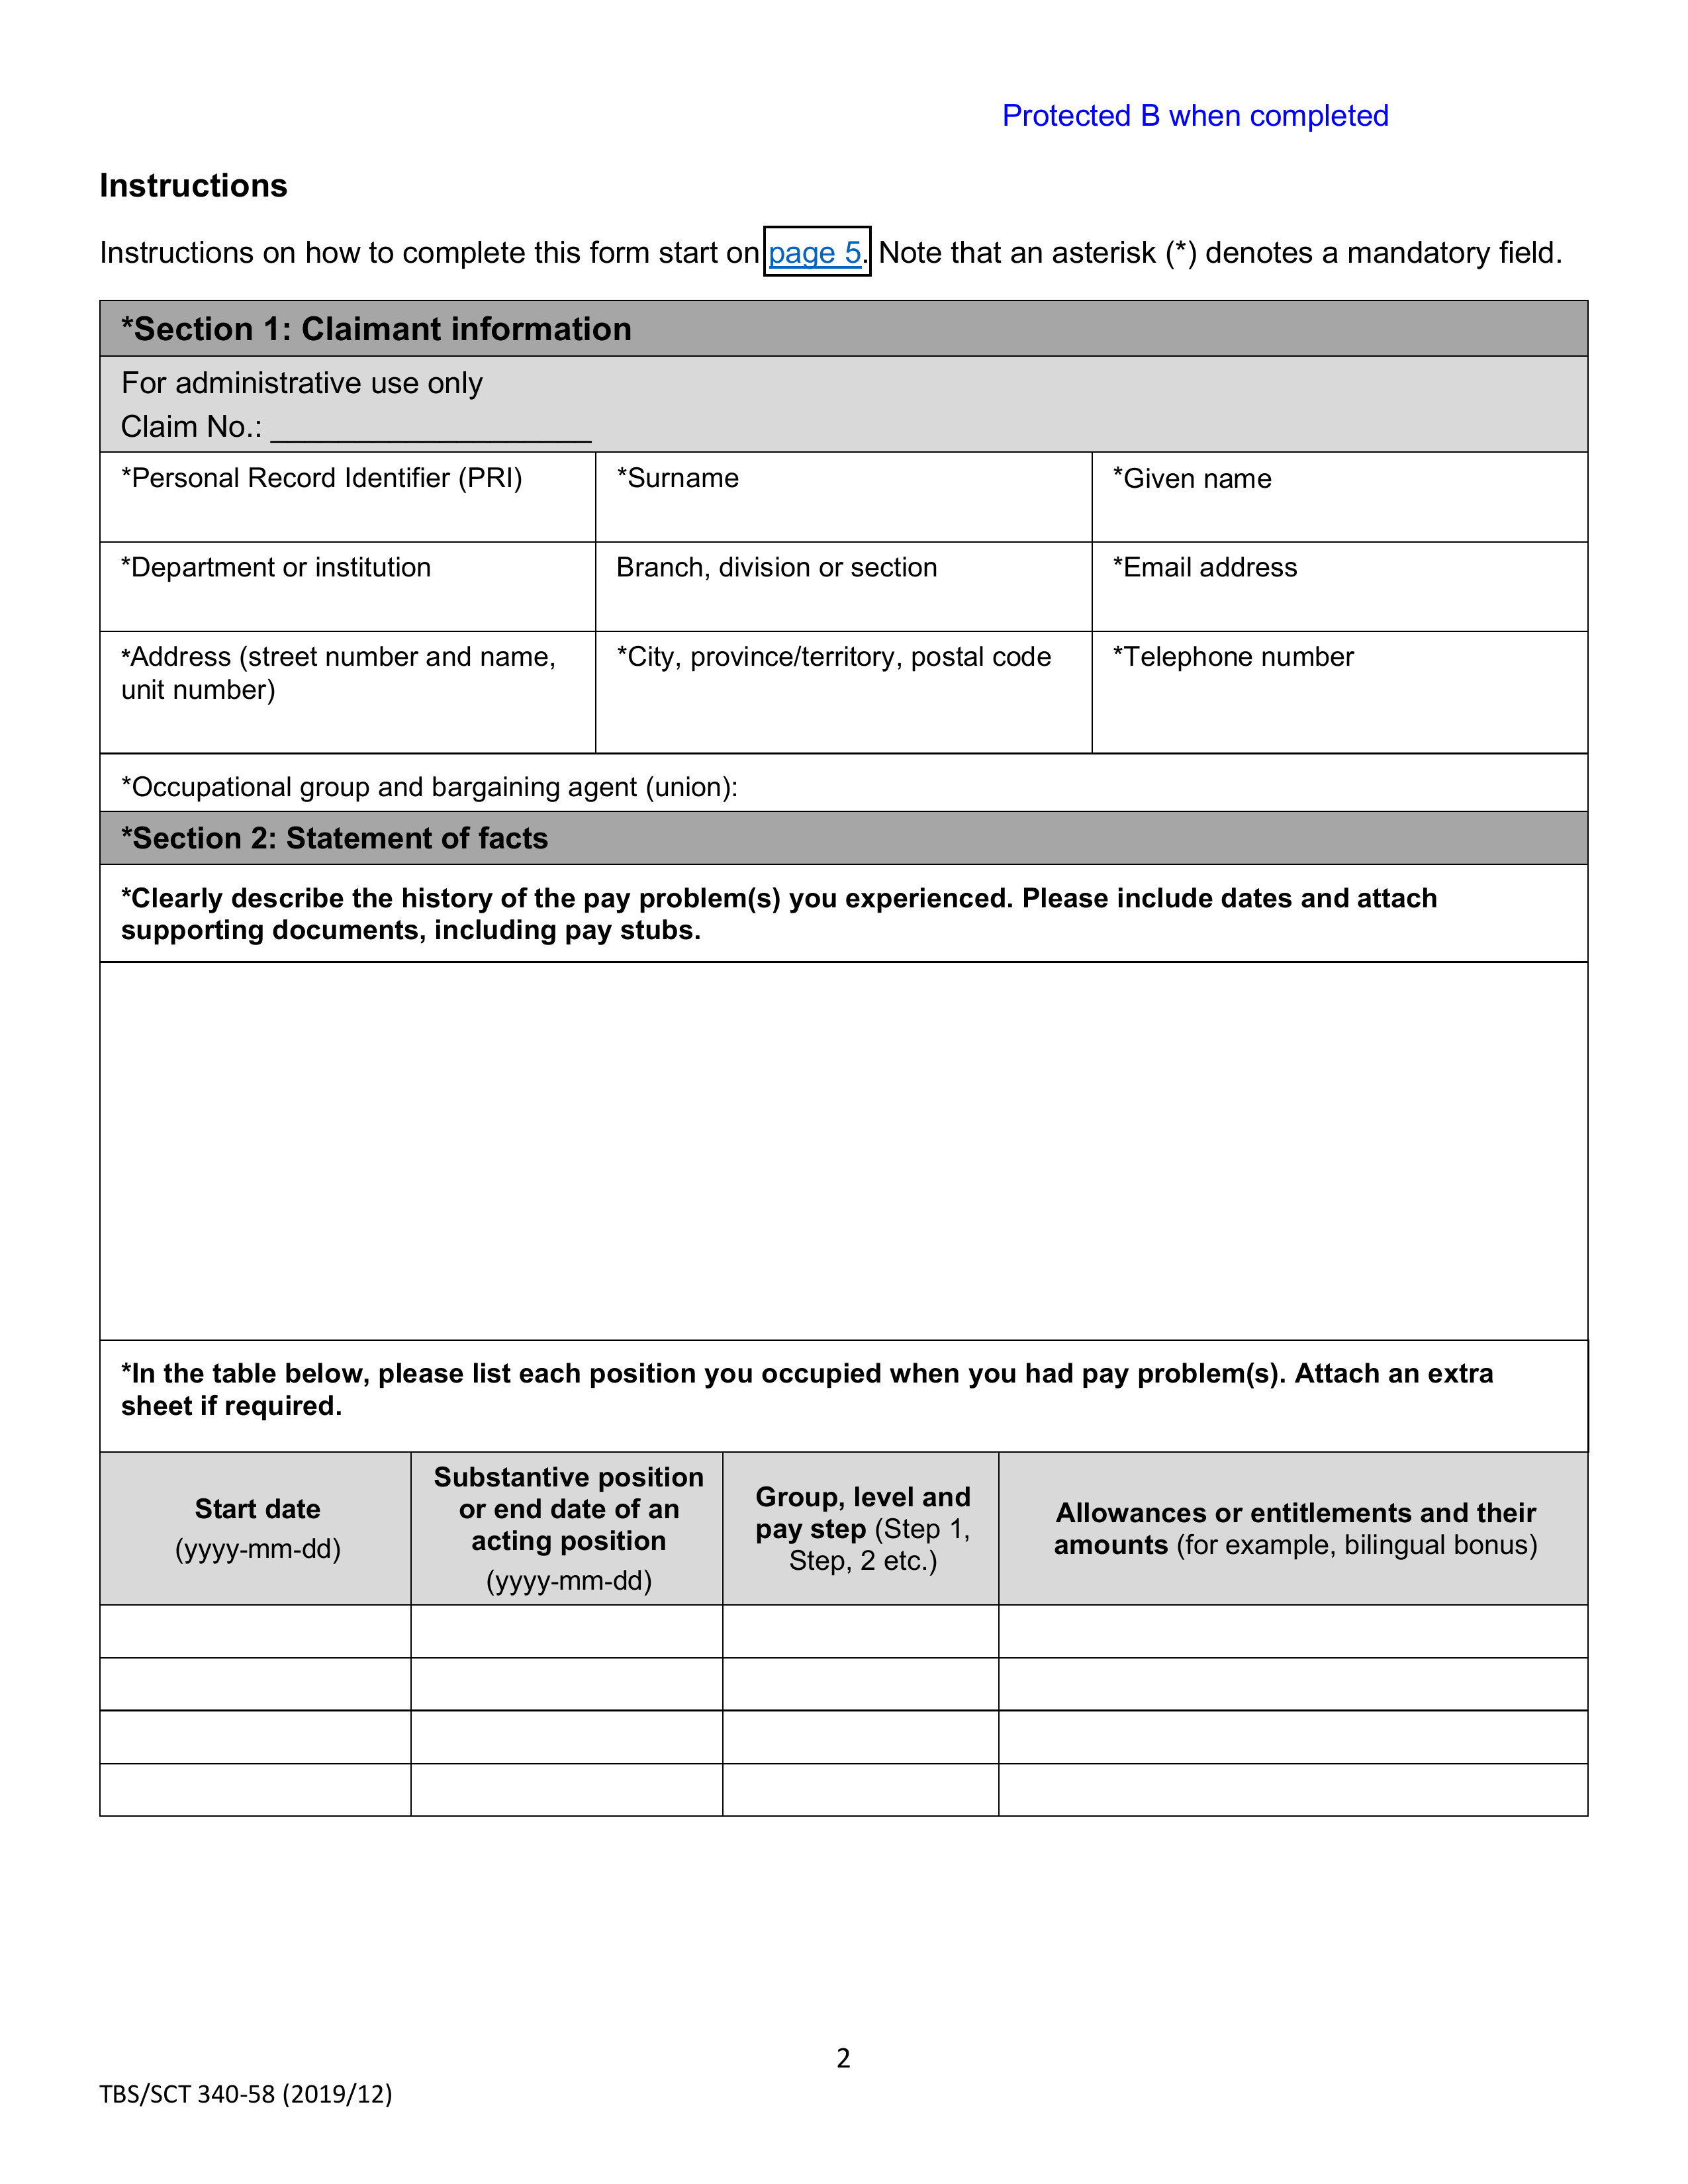 Protected B when completed
Instructions
Instructions on how to complete this form start on page 5. Note that an asterisk (*) denotes a mandatory field.
*Section 1: Claimant information
For administrative use only
Claim No.: ____________________
*Personal Record Identifier (PRI)
*Surname
*Given name
*Department or institution
Branch, division or section
*Email address
*Address (street number and name,
unit number)
*City, province/territory, postal code
*Telephone number
*Occupational group and bargaining agent (union):
*Section 2: Statement of facts
*Clearly describe the history of the pay problem(s) you experienced. Please include dates and attach
supporting documents, including pay stubs.
*In the table below, please list each position you occupied when you had pay problem(s). Attach an extra
sheet if required.
Start date
(yyyy-mm-dd)
Substantive position
or end date of an
acting position
(yyyy-mm-dd)
Group, level and
pay step (Step 1,
Step, 2 etc.)
Allowances or entitlements and their
amounts (for example, bilingual bonus)
2
TBS/SCT 340-58 (2019/12)